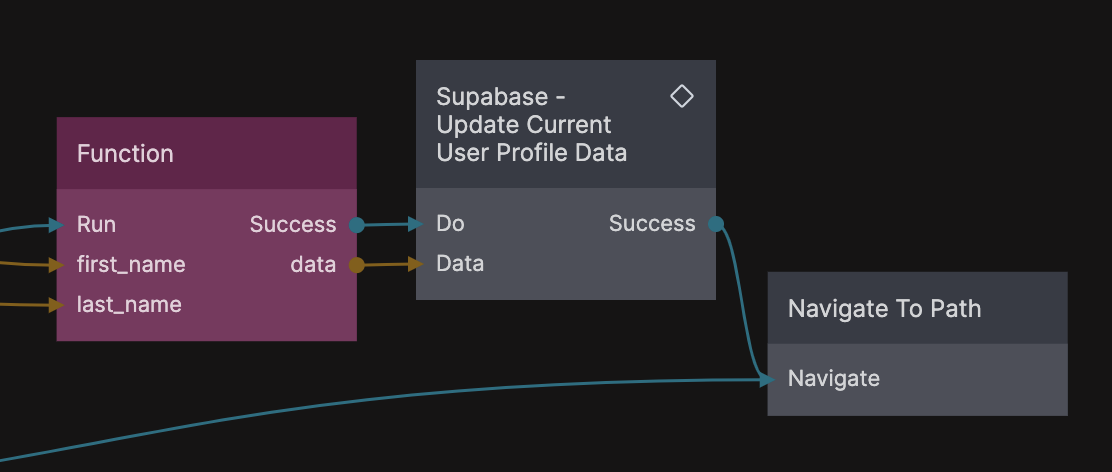 Function
Run
Success
first_name
data
last_name
Supabase -
Update Current
User Profile Data
Do
Success
Data
Navigate To Path
Navigate